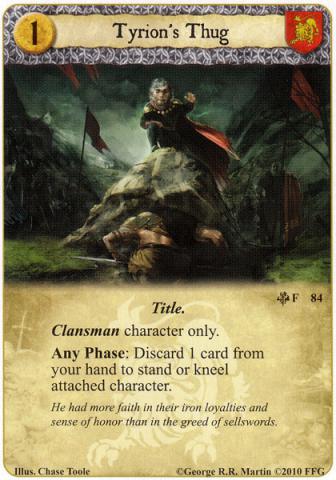 1
Tyrion's Thug
F 84
Title.
Clansman character only.
Any Phase: Discard 1 card from
your hand to stand or kneel
attached character.
He had more faith in their iron loyalties and
sense of honor than in the greed of sellswords.
Illus. Chase Toole ©George R.R. Martin ©2010 FFG